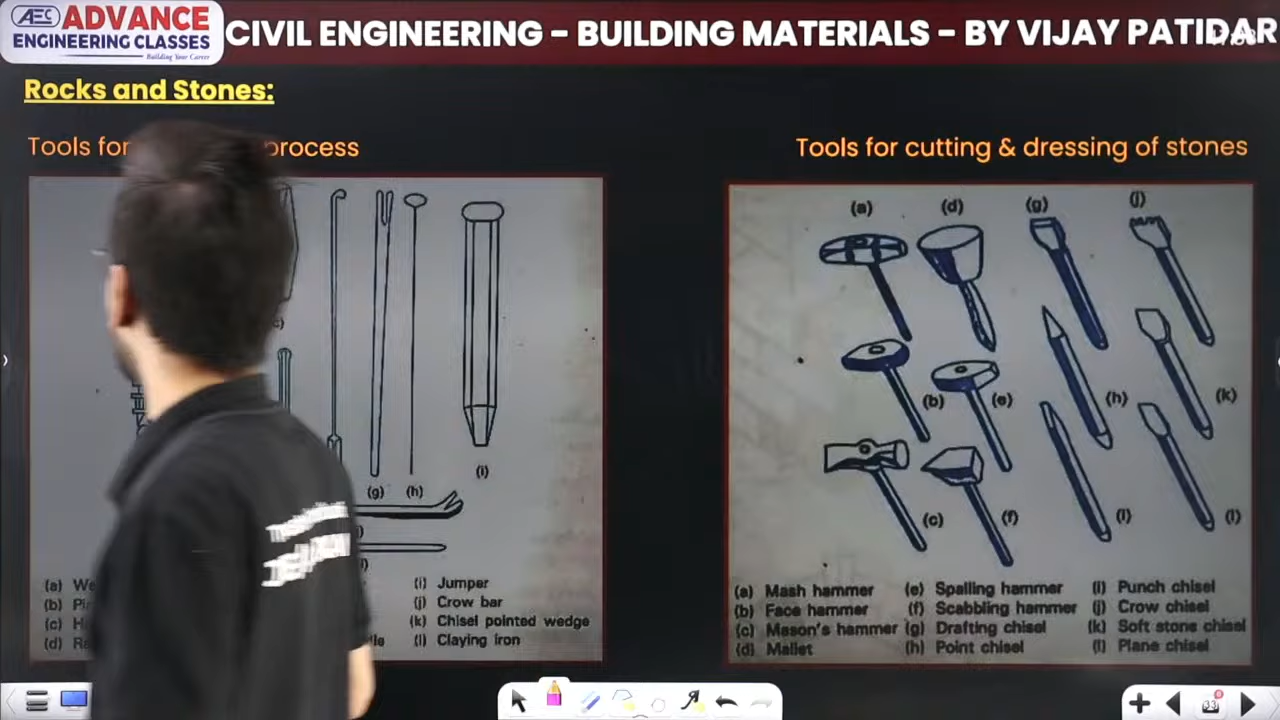 AEC ADVANCE
ENGINEERING CLASSES
Building Your Career
CIVIL ENGINEERING - BUILDING MATERIALS - BY VIJAY PATIDAR
Rocks and Stones:
Tools for process
(g) (h) (i)
(a) We
(b)
(c) H
(d) Ra
(i) Jumper
(j) Crow bar
(k) Chisel pointed wedge
(l) Claying iron
Tools for cutting & dressing of stones
(a) (d) (g) (j)
(b) (e) (h) (k)
(c) (f) (i) (l)
(a) Mash hammer
(b) Face hammer
(c) Mason's hammer
(d) Mallet
(e) Spalling hammer
(f) Scabbling hammer
(g) Drafting chisel
(h) Point chisel
(i) Punch chisel
(j) Crow chisel
(k) Soft stone chisel
(l) Plane chisel
33